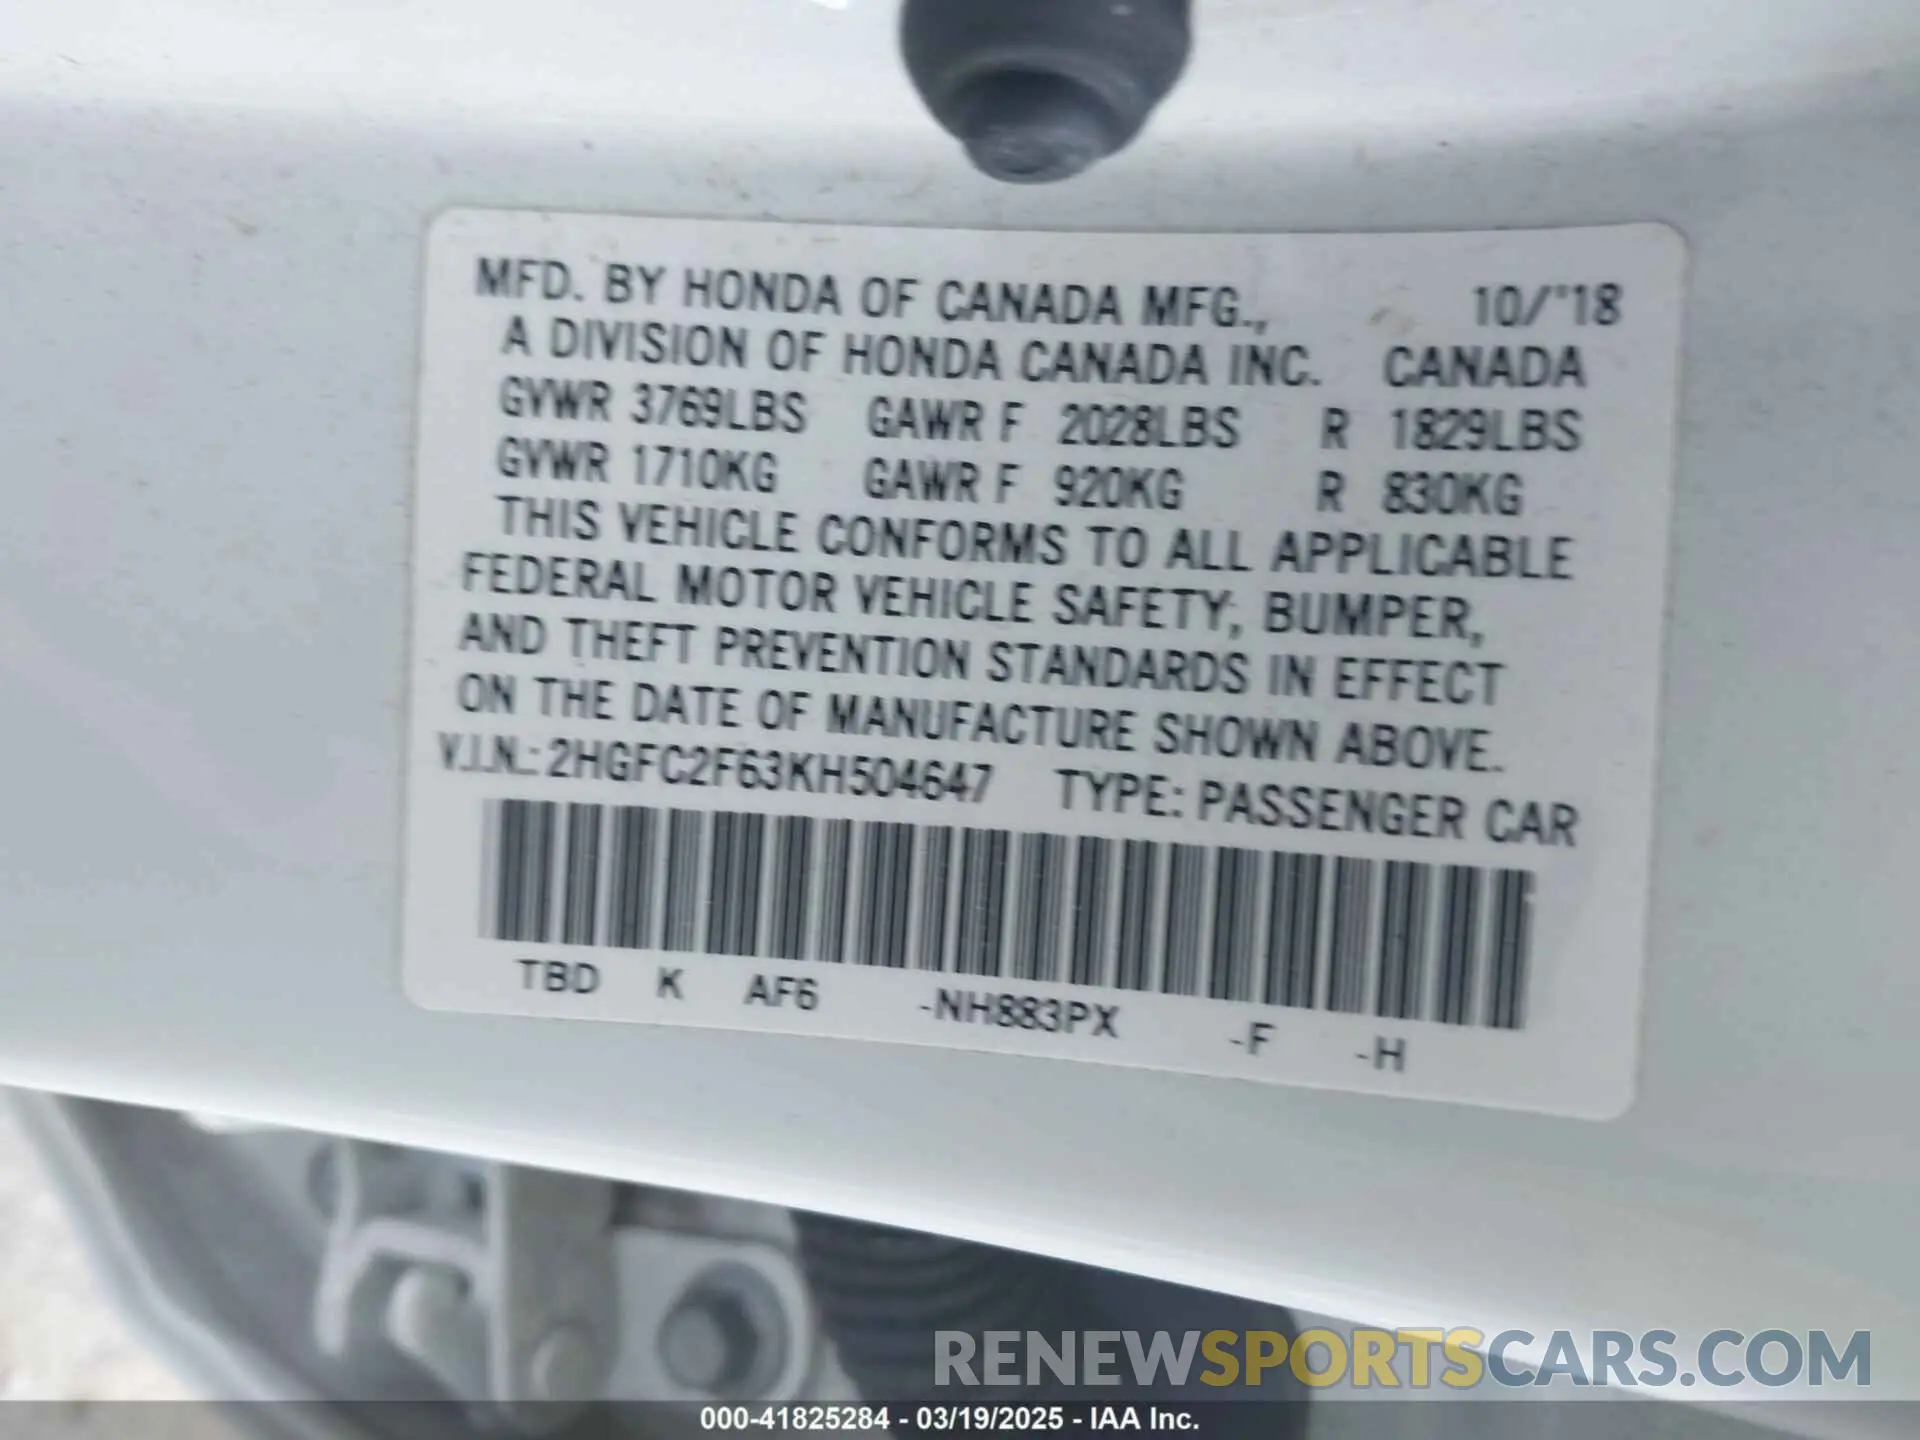 MFD. BY HONDA OF CANADA MFG., 10/'18
A DIVISION OF HONDA CANADA INC. CANADA
GVWR 3769LBS GAWR F 2028LBS R 1829LBS
GVWR 1710KG GAWR F 920KG R 830KG
THIS VEHICLE CONFORMS TO ALL APPLICABLE
FEDERAL MOTOR VEHICLE SAFETY, BUMPER,
AND THEFT PREVENTION STANDARDS IN EFFECT
ON THE DATE OF MANUFACTURE SHOWN ABOVE.
V.I.N.: 2HGFC2F63KH504647 TYPE: PASSENGER CAR
TBD K AF6 -NH883PX -F -H
RENEWSPORTSCARS.COM
000-41825284 - 03/19/2025 - IAA Inc.